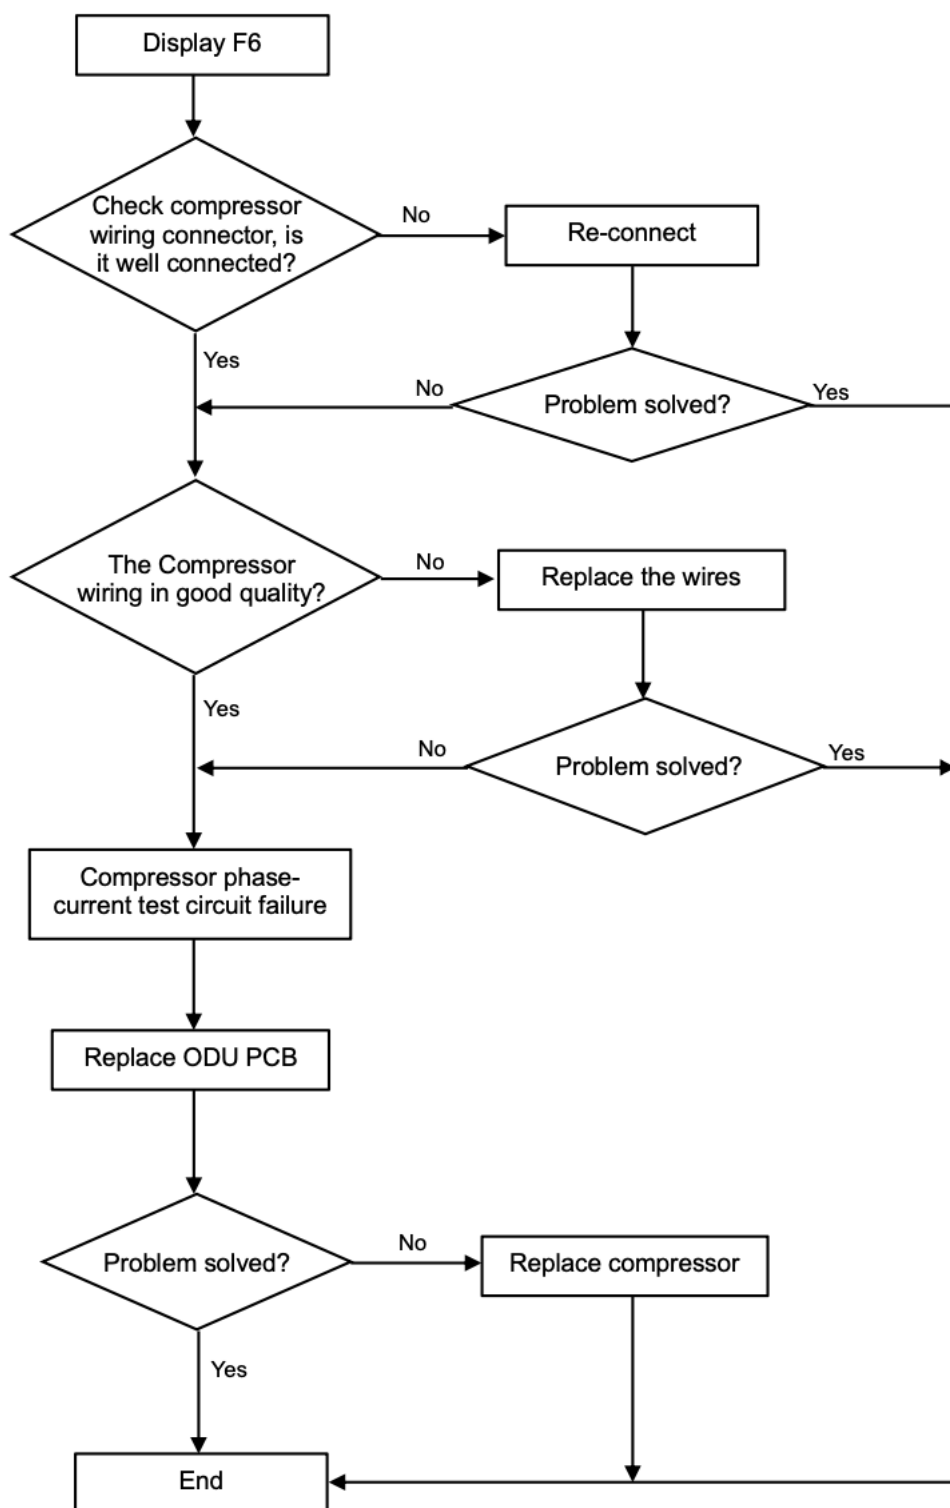 Display F6
Check compressor
wiring connector, is
it well connected?
No
Re-connect
Yes
No
Problem solved?
Yes
The Compressor
wiring in good quality?
No
Replace the wires
Yes
No
Problem solved?
Yes
Compressor phase-
current test circuit failure
Replace ODU PCB
Problem solved?
No
Replace compressor
Yes
End